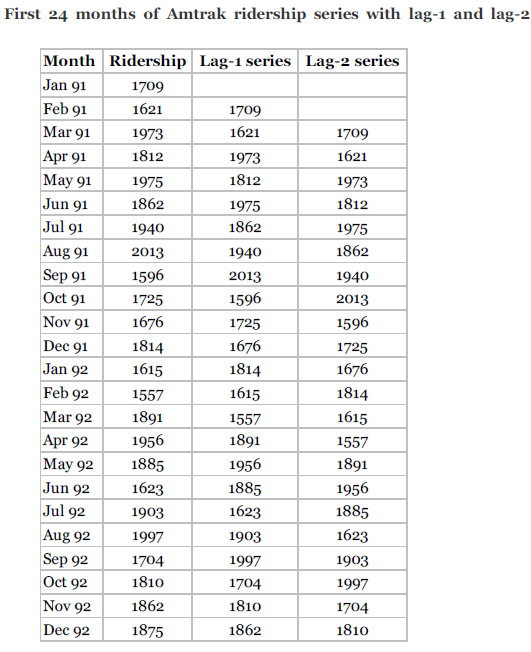 First 24 months of Amtrak ridership series with lag-1 and lag-2
Month Ridership Lag-1 series Lag-2 series
Jan 91 1709
Feb 91 1621 1709
Mar 91 1973 1621 1709
Apr 91 1812 1973 1621
May 91 1975 1812 1973
Jun 91 1862 1975 1812
Jul 91 1940 1862 1975
Aug 91 2013 1940 1862
Sep 91 1596 2013 1940
Oct 91 1725 1596 2013
Nov 91 1676 1725 1596
Dec 91 1814 1676 1725
Jan 92 1615 1814 1676
Feb 92 1557 1615 1814
Mar 92 1891 1557 1615
Apr 92 1956 1891 1557
May 92 1885 1956 1891
Jun 92 1623 1885 1956
Jul 92 1903 1623 1885
Aug 92 1997 1903 1623
Sep 92 1704 1997 1903
Oct 92 1810 1704 1997
Nov 92 1862 1810 1704
Dec 92 1875 1862 1810